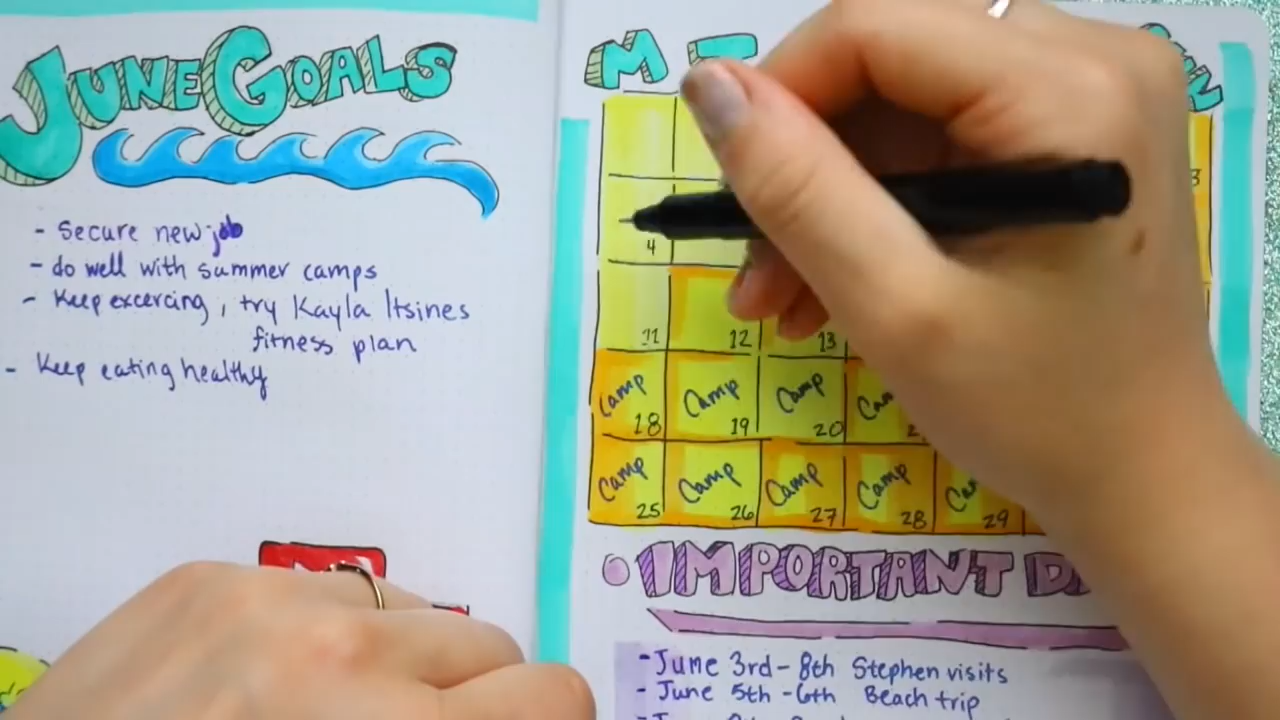 JUNE GOALS
- Secure new job
- do well with summer camps
- Keep excercing, try Kayla Itsines
fitness plan
- Keep eating healthy
M T
4
11 12 13
Camp Camp Camp
18 19 20
Camp Camp Camp Camp
25 26 27 28 29
IMPORTANT
- June 3rd - 8th Stephen visits
- June 5th - 6th Beach trip